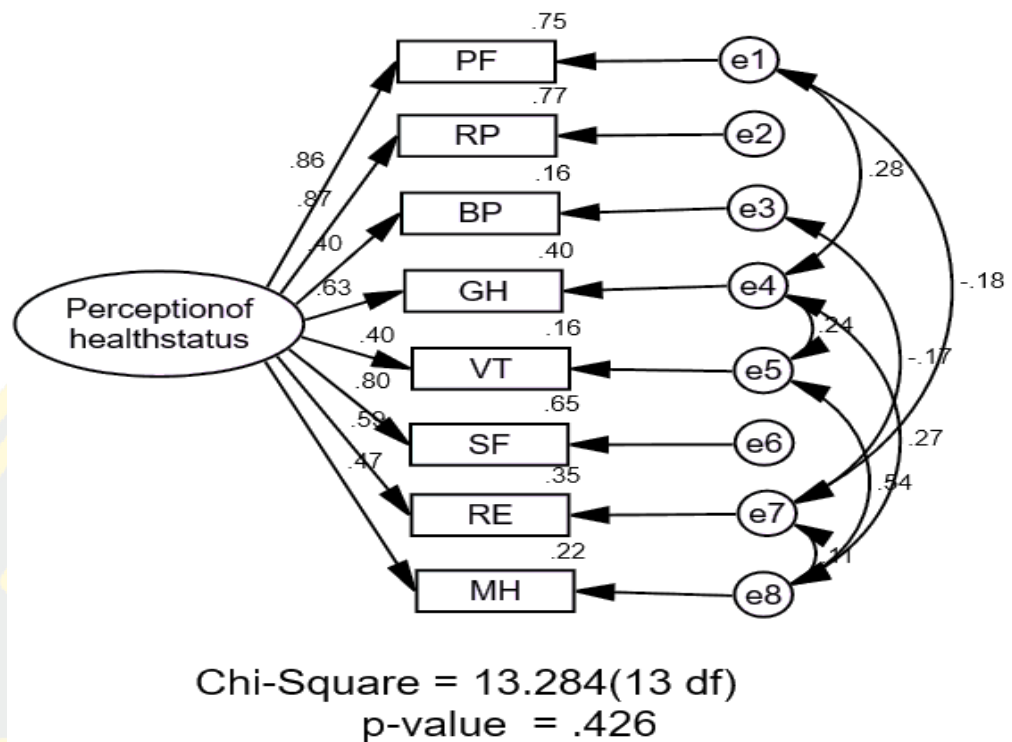 .75
PF
e1
.77
RP
e2
.86
.28
.16
.87
BP
e3
.40
.40
.63
GH
e4
-.18
Perceptionof
healthstatus
.16
.24
.40
VT
e5
-.17
.80
.65
.59
SF
e6
.27
.47
.35
.54
RE
e7
.22
.11
MH
e8
Chi-Square = 13.284(13 df)
p-value = .426